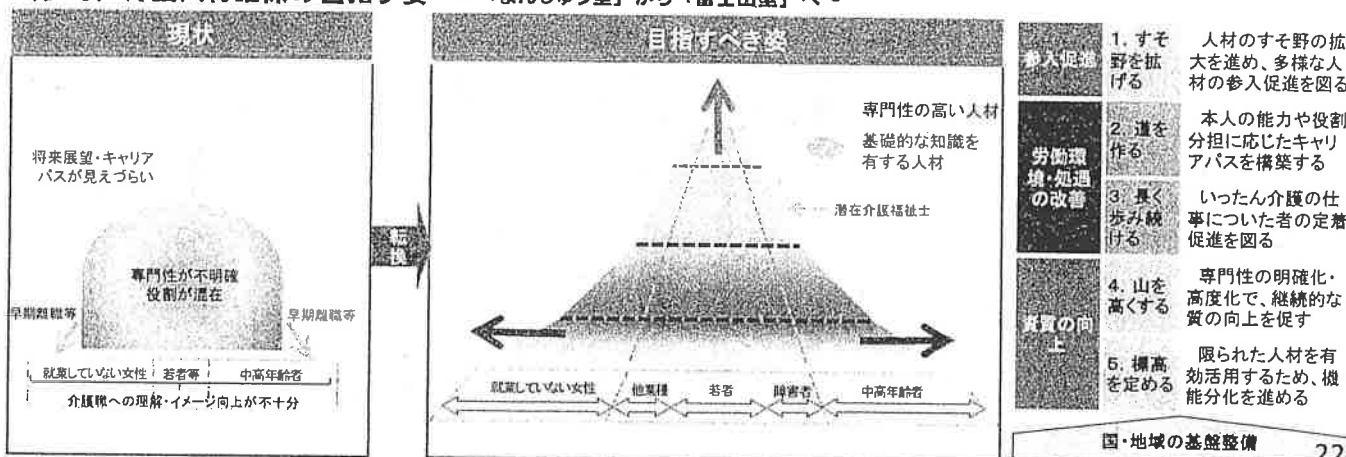 「まんじゅう型」から「富士山型」へ
現状
将来展望・キャリア
パスが見えづらい
専門性が不明確
役割が混在
早期離職等
早期離職等
就業していない女性
若者等
中高年齢者
介護職への理解・イメージ向上が不十分
転換
目指すべき姿
専門性の高い人材
基礎的な知識を
有する人材
潜在介護福祉士
就業していない女性
他業種
若者
障害者
中高年齢者
参入促進
1. すそ
野を拡
げる
人材のすそ野の拡
大を進め、多様な人
材の参入促進を図る
労働環
境・処遇
の改善
2. 道を
作る
本人の能力や役割
分担に応じたキャリ
アパスを構築する
3. 長く
歩み続
ける
いったん介護の仕
事についた者の定着
促進を図る
資質の向
上
4. 山を
高くする
専門性の明確化・
高度化で、継続的な
質の向上を促す
5. 標高
を定める
限られた人材を有
効活用するため、機
能分化を進める
国・地域の基盤整備
22